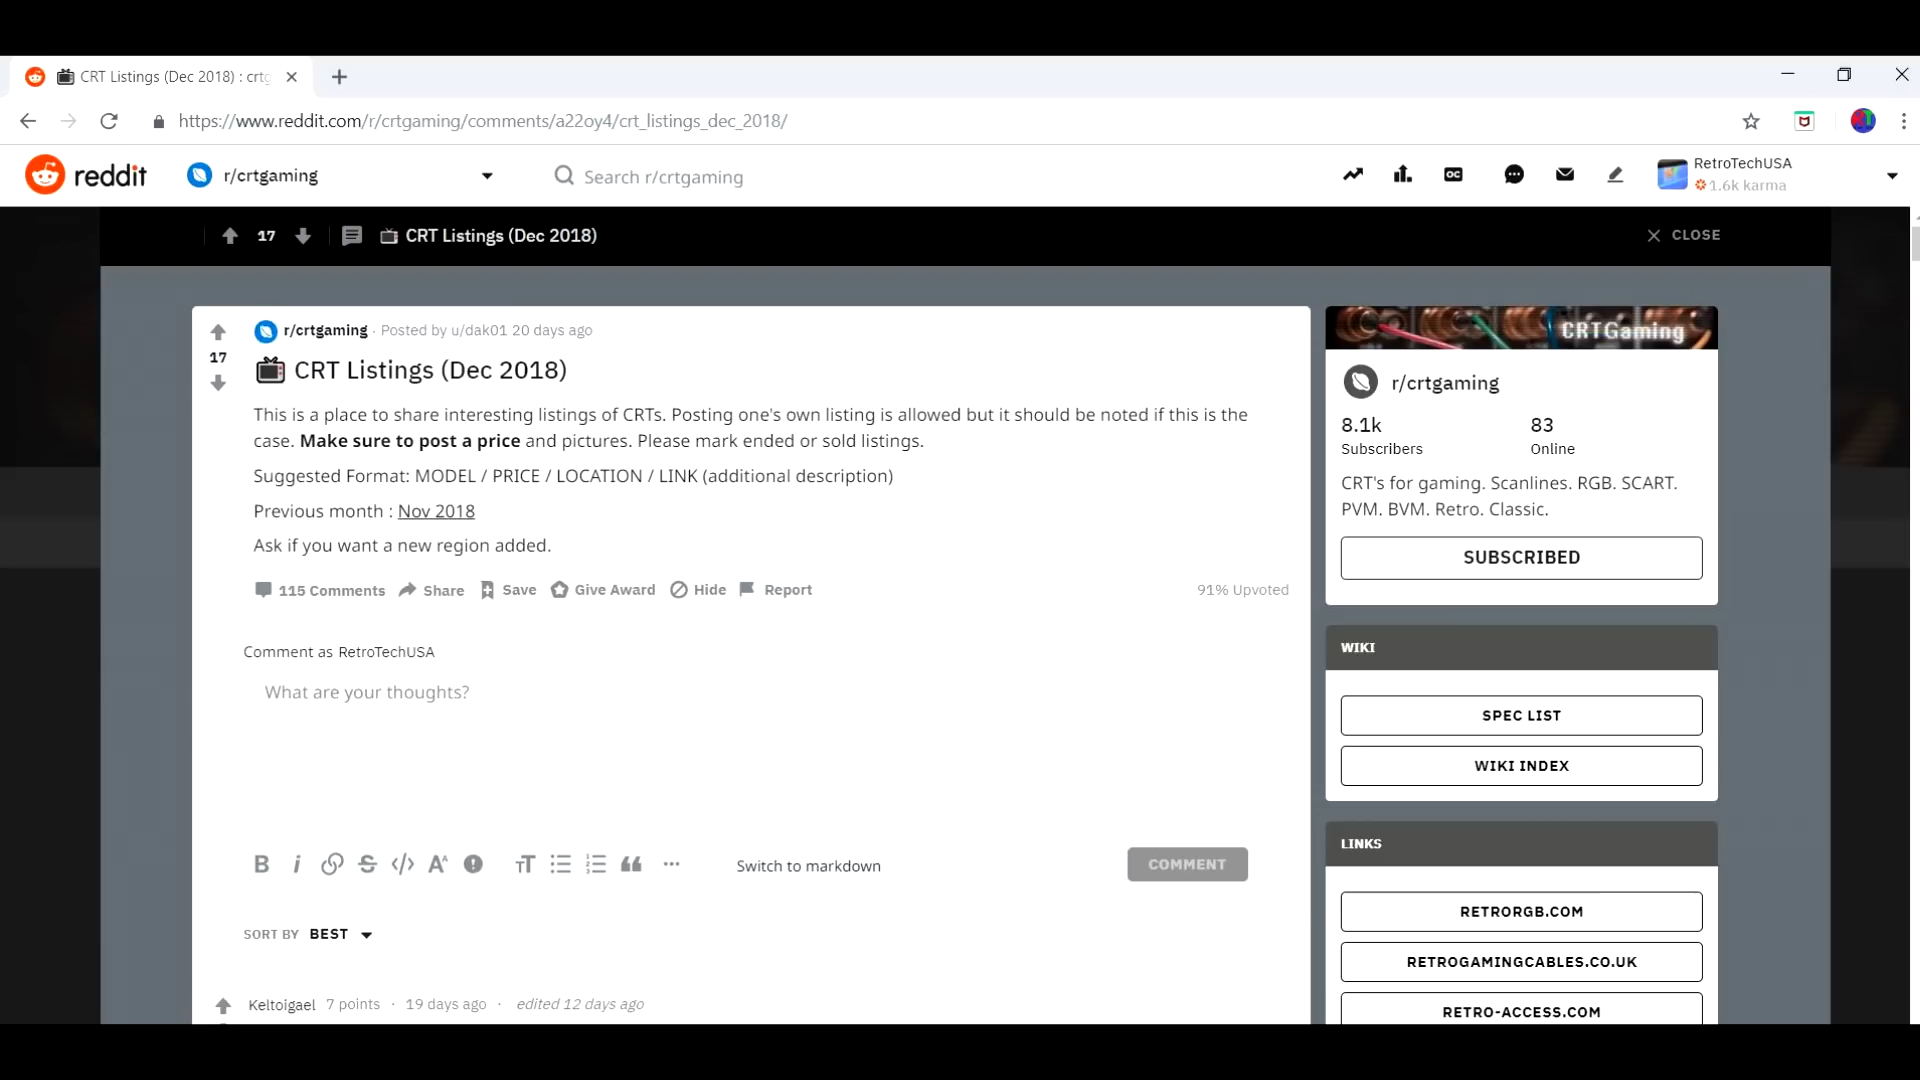 CRT Listings (Dec 2018) : crtg
https://www.reddit.com/r/crtgaming/comments/a22oy4/crt_listings_dec_2018/
reddit
r/crtgaming
Search r/crtgaming
OC
RetroTechUSA
1.6k karma
17
CRT Listings (Dec 2018)
CLOSE
r/crtgaming · Posted by u/dak01 20 days ago
17
CRT Listings (Dec 2018)
This is a place to share interesting listings of CRTs. Posting one's own listing is allowed but it should be noted if this is the
case. Make sure to post a price and pictures. Please mark ended or sold listings.
Suggested Format: MODEL / PRICE / LOCATION / LINK (additional description)
Previous month : Nov 2018
Ask if you want a new region added.
115 Comments Share Save Give Award Hide Report
91% Upvoted
Comment as RetroTechUSA
What are your thoughts?
Switch to markdown
COMMENT
SORT BY BEST
Keltoigael 7 points · 19 days ago · edited 12 days ago
CRTGaming
r/crtgaming
8.1k 83
Subscribers Online
CRT's for gaming. Scanlines. RGB. SCART.
PVM. BVM. Retro. Classic.
SUBSCRIBED
WIKI
SPEC LIST
WIKI INDEX
LINKS
RETRORGB.COM
RETROGAMINGCABLES.CO.UK
RETRO-ACCESS.COM